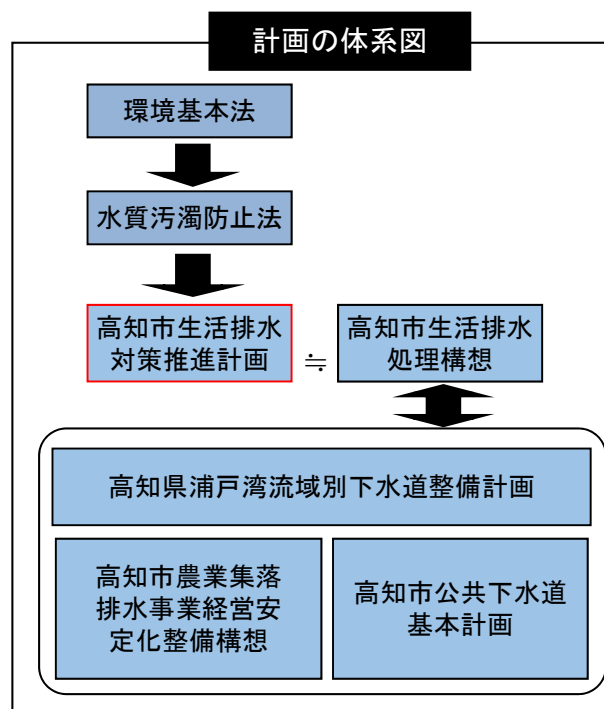 計画の体系図
環境基本法
水質汚濁防止法
高知市生活排水
対策推進計画
≒
高知市生活排水
処理構想
高知県浦戸湾流域別下水道整備計画
高知市農業集落
排水事業経営安
定化整備構想
高知市公共下水道
基本計画